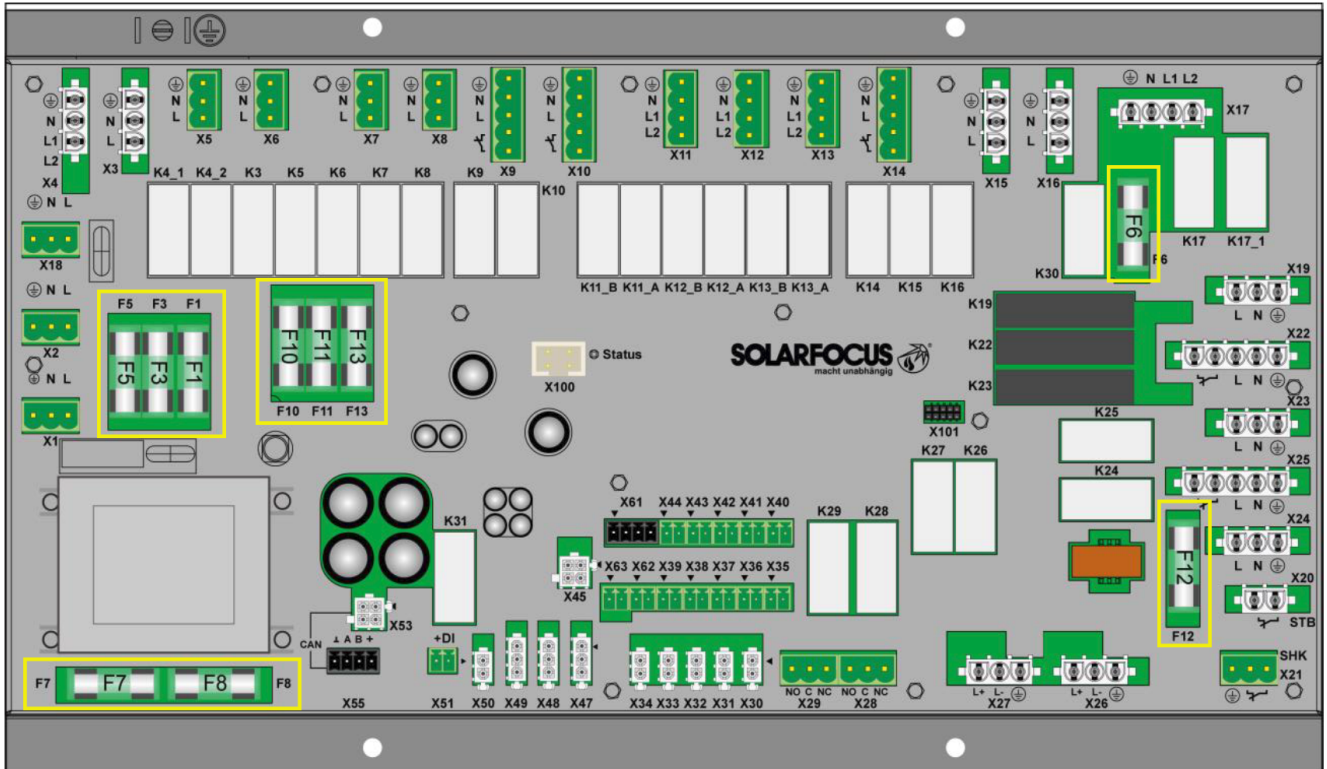 N L1 L2
X17
N
L1
L2
X4
N
L
X3
N
L
X5
N
L
X6
N
L
X7
N
L
X8
N
L
X9
N
L
X10
N
L1
L2
X11
N
L1
L2
X12
N
L1
L2
X13
N
L
X14
N
L
X15
N
L
X16
K4_1 K4_2 K3 K5 K6 K7 K8 K9 K10
N L
X18
F6
F6
K30
K17 K17_1
K11_B K11_A K12_B K12_A K13_B K13_A K14 K15 K16
N L
X2
F5 F3 F1
F5 F3 F1
F10 F11 F13
F10 F11 F13
Status
X100
SOLARFOCUS
macht unabhängig
K19
K22
K23
X19
L N
X22
L N
N L
X1
X101
X23
L N
K25
K24
K27 K26
X25
L N
X24
L N
X20
STB
F12
F12
K31
X61 X44 X43 X42 X41 X40
K29 K28
X63 X62 X39 X38 X37 X36 X35
X45
X53
CAN
A B +
X55
+DI
X51
X50 X49 X48 X47
X34 X33 X32 X31 X30
NO C NC
X29
NO C NC
X28
L+ L-
X27
L+ L-
X26
SHK
X21
F7 F7 F8 F8